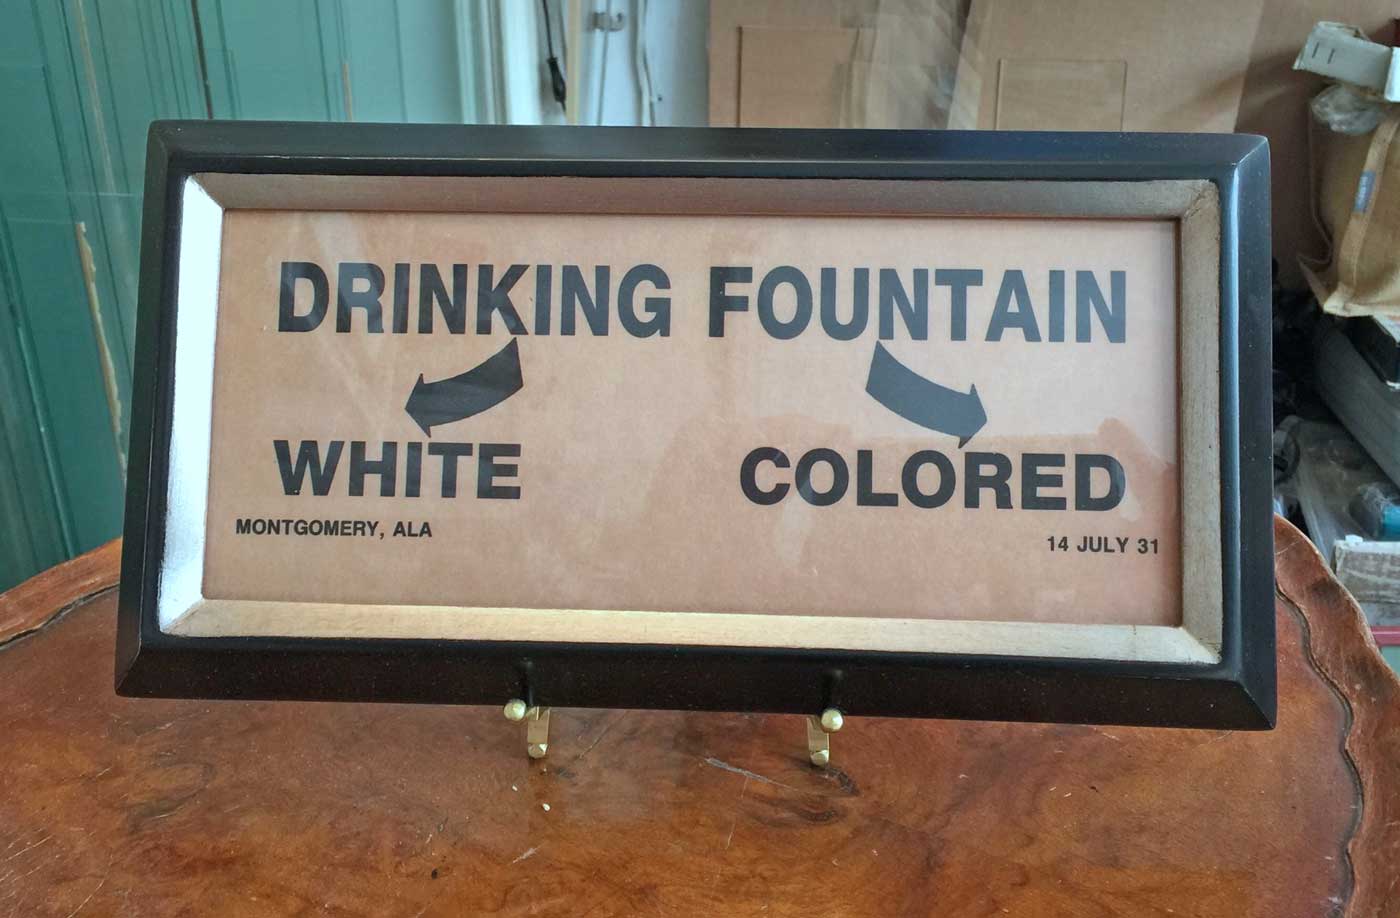 DRINKING FOUNTAIN
WHITE COLORED
MONTGOMERY, ALA 14 JULY 31